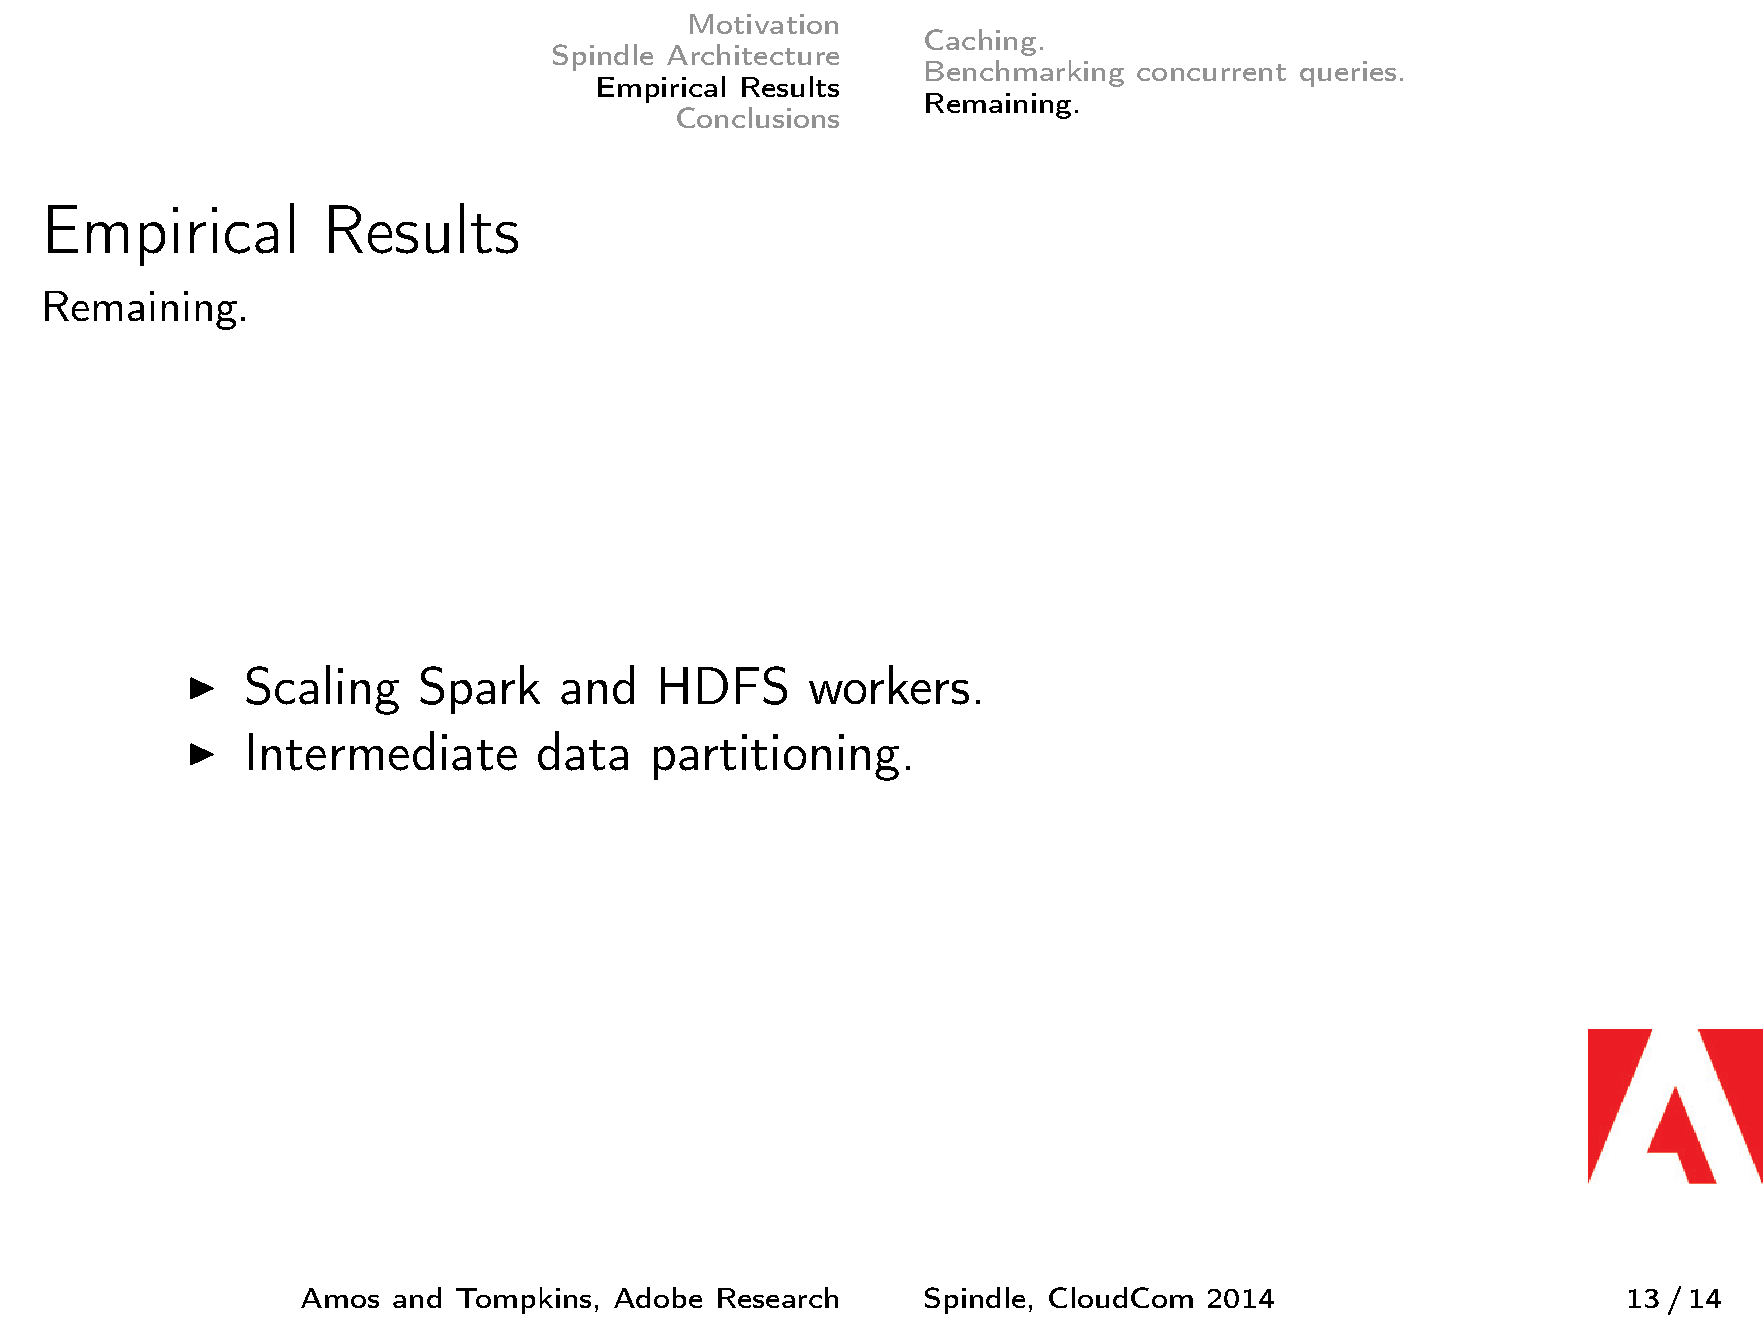 Motivation
Spindle Architecture
Empirical Results
Conclusions
Caching.
Benchmarking concurrent queries.
Remaining.
Empirical Results
Remaining.
▶ Scaling Spark and HDFS workers.
▶ Intermediate data partitioning.
Amos and Tompkins, Adobe Research Spindle, CloudCom 2014 13 / 14